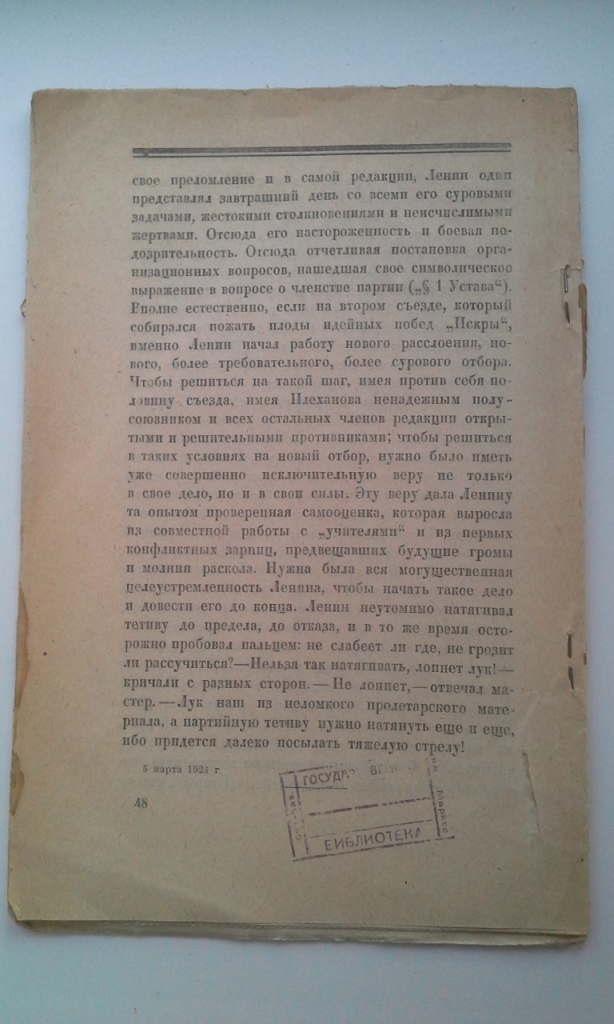 свое преломление и в самой редакции, Ленин один
представлял завтрашний день со всеми его суровыми
задачами, жестокими столкновениями и неисчислимыми
жертвами. Отсюда его настороженность и боевая по-
дозрительность. Отсюда отчетливая постановка орга-
низационных вопросов, нашедшая свое символическое
выражение в вопросе о членстве партии („§ 1 Устава“).
Вполне естественно, если на втором съезде, который
собирался пожать плоды идейных побед „Искры“,
именно Ленин начал работу нового расслоения, но-
вого, более требовательного, более сурового отбора.
Чтобы решиться на такой шаг, имея против себя по-
ловину съезда, имея Плеханова ненадежным полу-
союзником и всех остальных членов редакции откры-
тыми и решительными противниками; чтобы решиться
в таких условиях на новый отбор, нужно было иметь
уже совершенно исключительную веру не только
в свое дело, но и в свои силы. Эту веру дала Ленину
та опытом проверенная самооценка, которая выросла
из совместной работы с „учителями“ и из первых
конфликтных зарниц, предвещавших будущие громы
и молнии раскола. Нужна была вся могущественная
целеустремленность Ленина, чтобы начать такое дело
и довести его до конца. Ленин неутомимо натягивал
тетиву до предела, до отказа, и в то же время осто-
рожно пробовал пальцем: не слабеет ли где, не грозит
ли рассучиться?—Нельзя так натягивать, лопнет лук!—
кричали с разных сторон.—Не лопнет,—отвечал ма-
стер.—Лук наш из неломкого пролетарского мате-
риала, а партийную тетиву нужно натянуть еще и еще,
ибо придется далеко посылать тяжелую стрелу!
5 марта 1924 г
48
БИБЛИОТЕКА